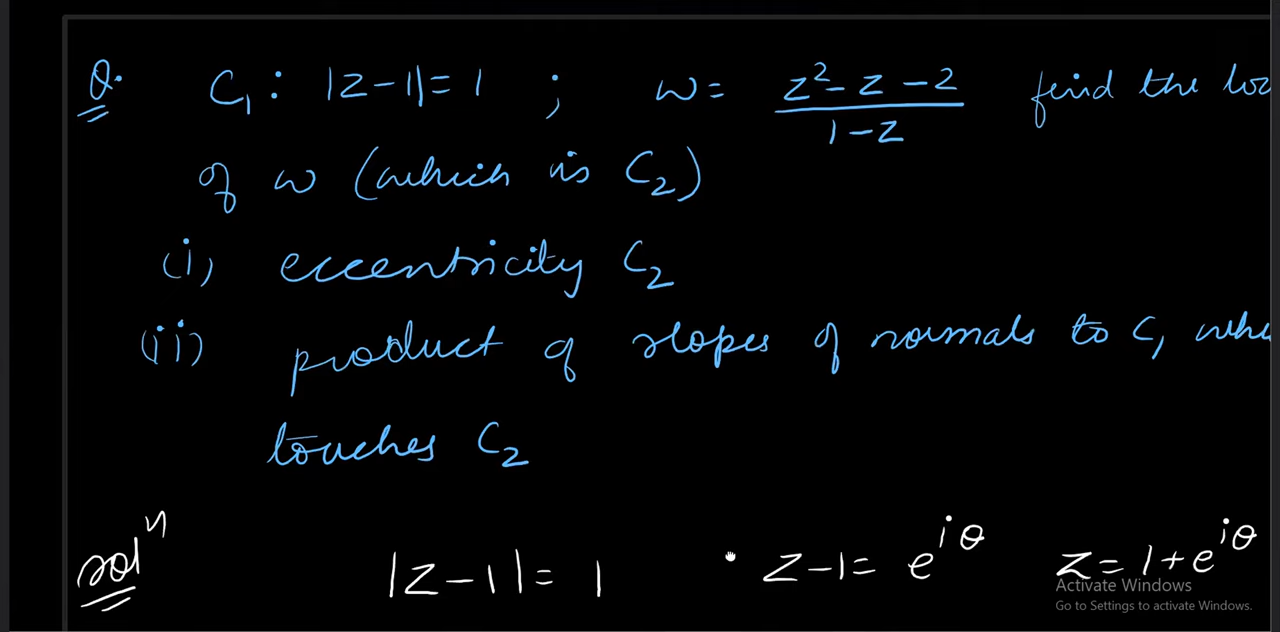 Q. C₁ : |z-1| = 1 ; w = (z² - z - 2)/(1 - z) find the
of w (which is C₂)
(i) eccentricity C₂
(ii) product of slopes of normals to C₁
touches C₂
solⁿ |z-1| = 1 z-1 = e^{iθ} z = 1 + e^{iθ}
Activate Windows
Go to Settings to activate Windows.